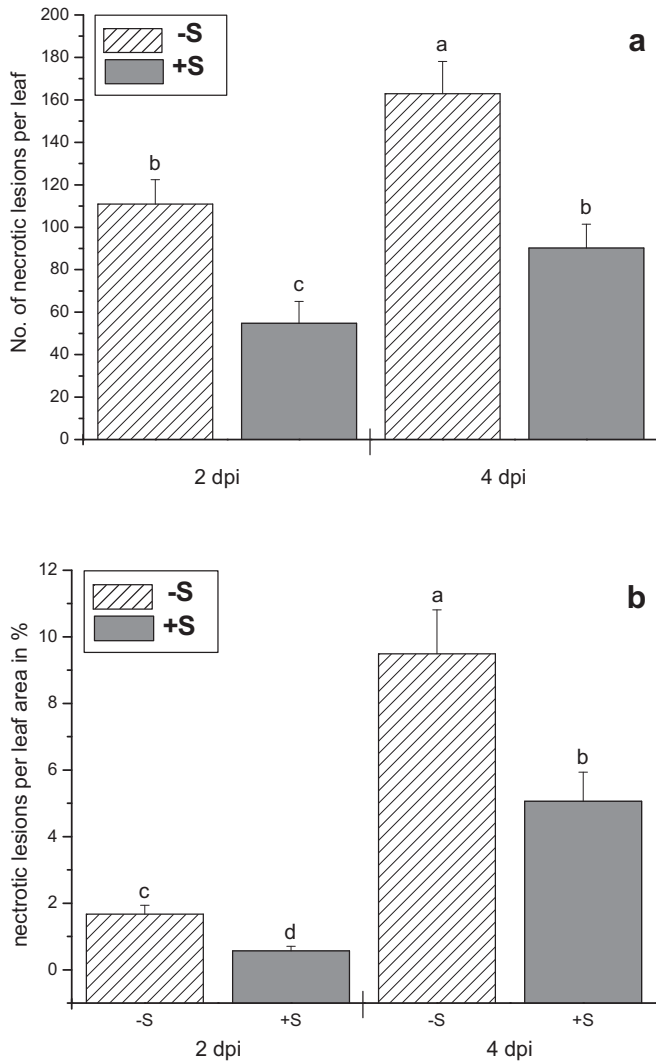 200
180
160
140
120
100
80
60
40
20
0
No. of necrotic lesions per leaf
-S
+S
a
b
c
a
b
2 dpi
4 dpi
12
10
8
6
4
2
0
nectrotic lesions per leaf area in %
-S
+S
b
c
d
a
b
-S
+S
-S
+S
2 dpi
4 dpi